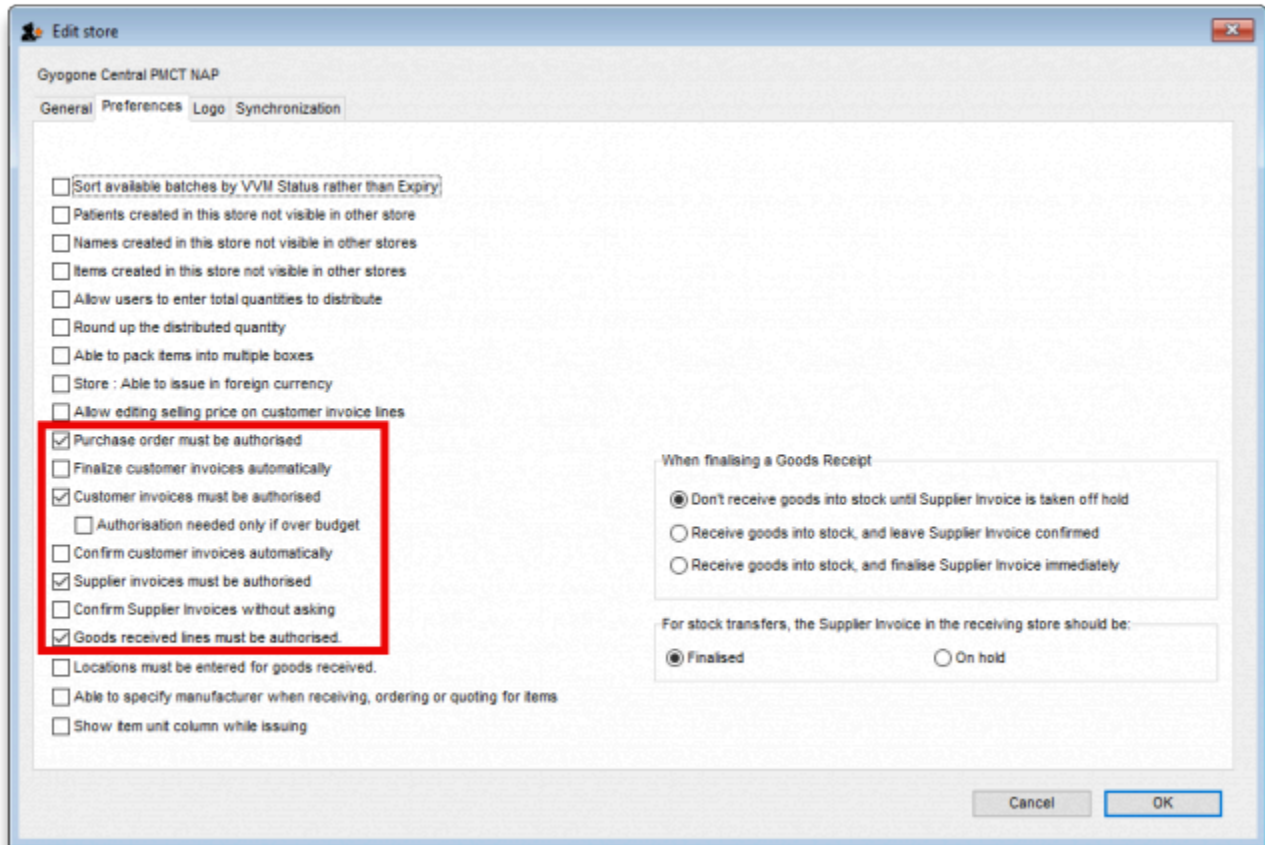 Edit store
Gyogone Central PMCT NAP
General Preferences Logo Synchronization
Sort available batches by VVM Status rather than Expiry
Patients created in this store not visible in other store
Names created in this store not visible in other stores
Items created in this store not visible in other stores
Allow users to enter total quantities to distribute
Round up the distributed quantity
Able to pack items into multiple boxes
Store : Able to issue in foreign currency
Allow editing selling price on customer invoice lines
Purchase order must be authorised
Finalize customer invoices automatically
Customer invoices must be authorised
Authorisation needed only if over budget
Confirm customer invoices automatically
Supplier invoices must be authorised
Confirm Supplier Invoices without asking
Goods received lines must be authorised.
Locations must be entered for goods received.
Able to specify manufacturer when receiving, ordering or quoting for items
Show item unit column while issuing
When finalising a Goods Receipt
Don't receive goods into stock until Supplier Invoice is taken off hold
Receive goods into stock, and leave Supplier Invoice confirmed
Receive goods into stock, and finalise Supplier Invoice immediately
For stock transfers, the Supplier Invoice in the receiving store should be:
Finalised On hold
Cancel OK